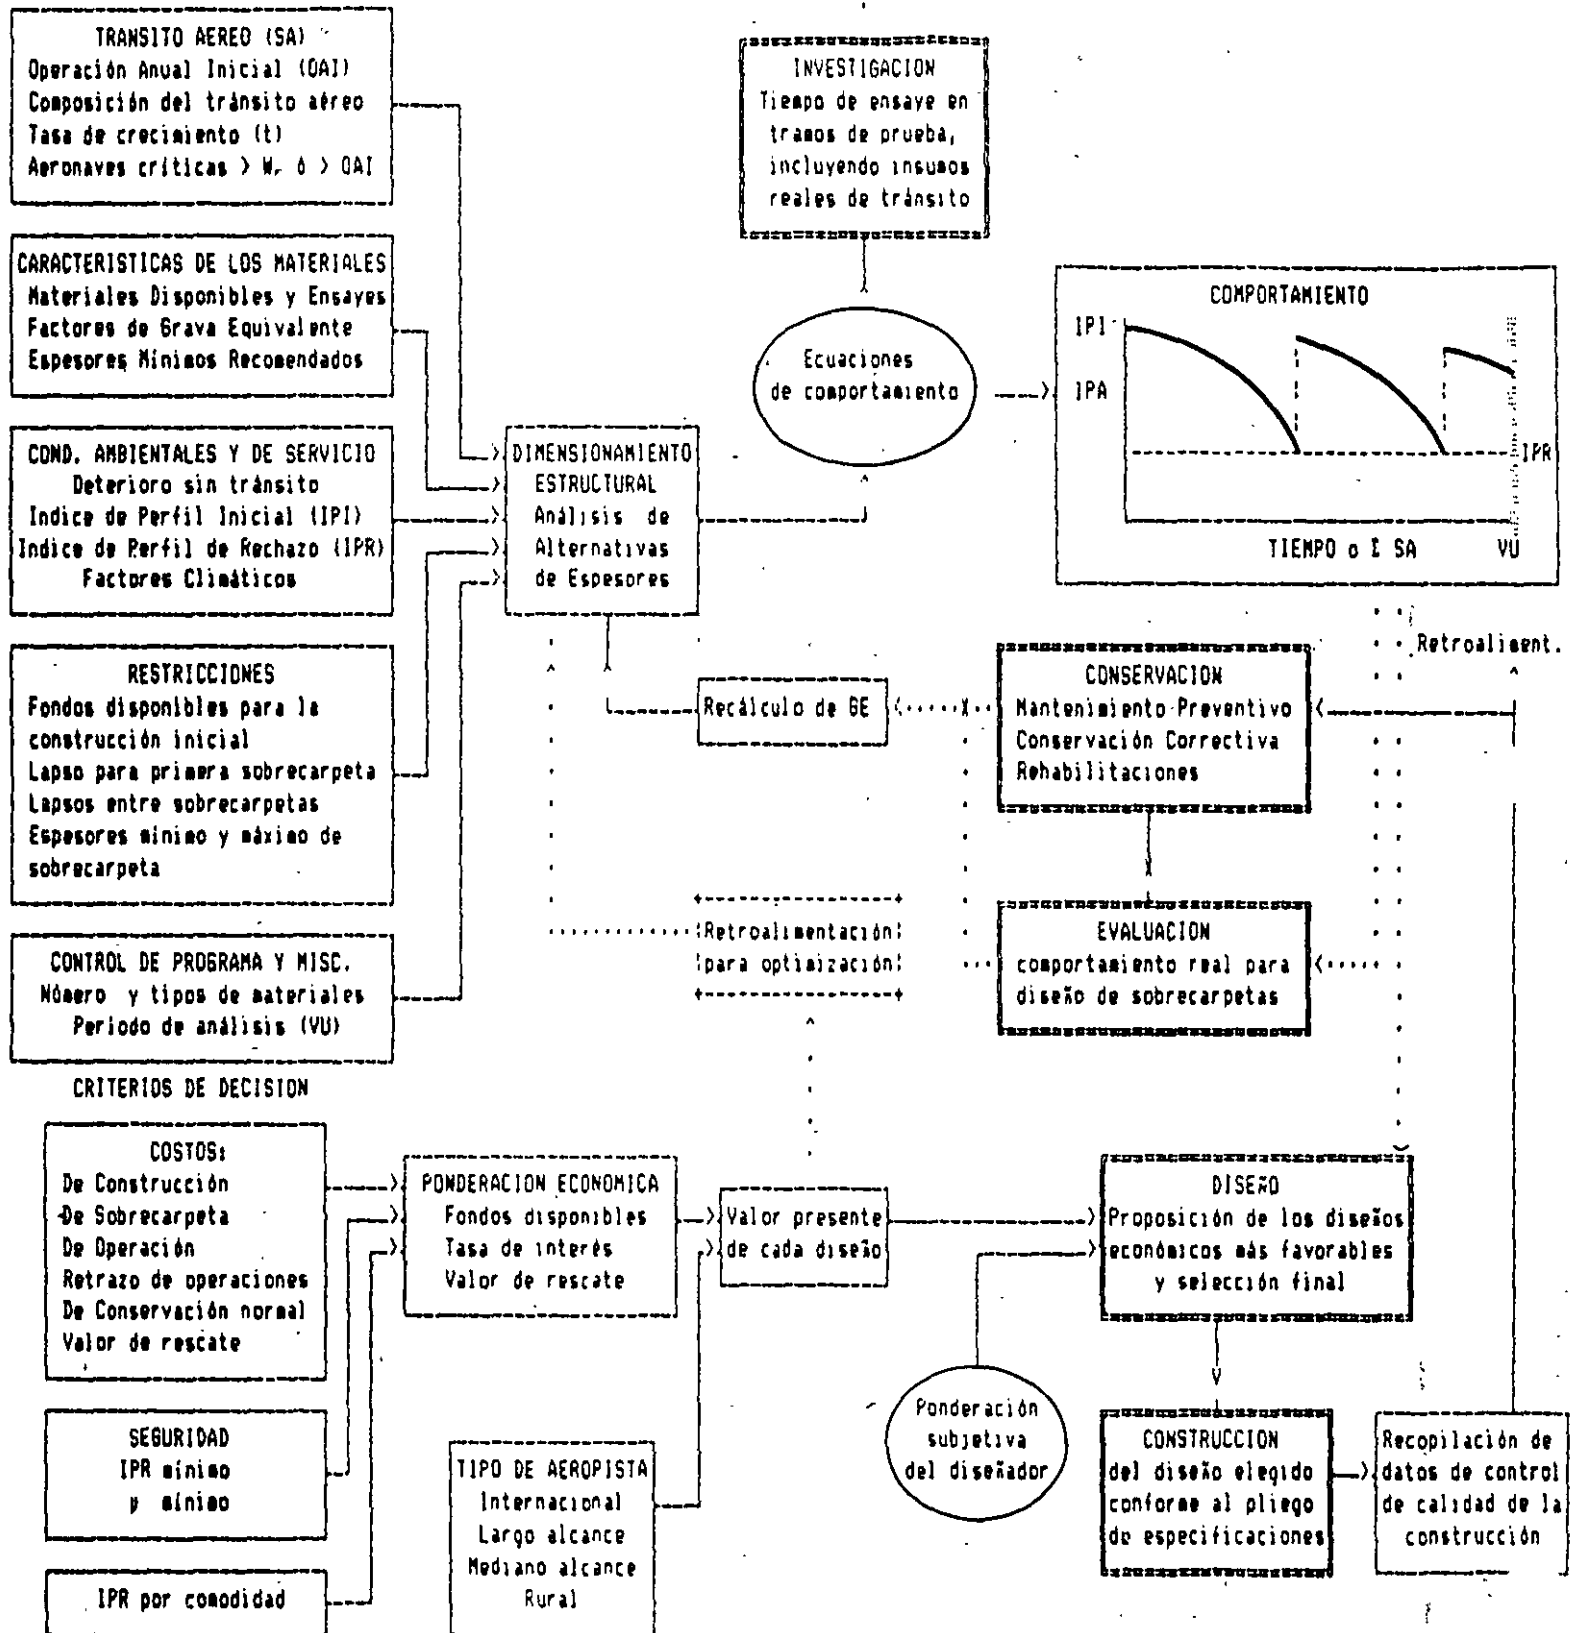 TRANSITO AEREO (SA)
Operación Anual Inicial (OAI)
Composición del tránsito aéreo
Tasa de crecimiento (t)
Aeronaves críticas > Wr ó > OAI
CARACTERISTICAS DE LOS MATERIALES
Materiales Disponibles y Ensayes
Factores de Grava Equivalente
Espesores Mínimos Recomendados
COND. AMBIENTALES Y DE SERVICIO
Deterioro sin tránsito
Indice de Perfil Inicial (IPI)
Indice de Perfil de Rechazo (IPR)
Factores Climáticos
RESTRICCIONES
Fondos disponibles para la
construcción inicial
Lapso para primera sobrecarpeta
Lapsos entre sobrecarpetas
Espesores mínimo y máximo de
sobrecarpeta
CONTROL DE PROGRAMA Y MISC.
Número y tipos de materiales
Periodo de análisis (VU)
DIMENSIONAMIENTO
ESTRUCTURAL
Análisis de
Alternativas
de Espesores
INVESTIGACION
Tiempo de ensaye en
tramos de prueba,
incluyendo insumos
reales de tránsito
Ecuaciones
de comportamiento
COMPORTAMIENTO
IPI
IPA
IPR
TIEMPO o Σ SA
VU
Retroaliment.
Recálculo de GE
CONSERVACION
Mantenimiento Preventivo
Conservación Correctiva
Rehabilitaciones
Retroalimentación
para optimización
EVALUACION
comportamiento real para
diseño de sobrecarpetas
CRITERIOS DE DECISION
COSTOS:
De Construcción
De Sobrecarpeta
De Operación
Retrazo de operaciones
De Conservación normal
Valor de rescate
SEGURIDAD
IPR mínimo
µ mínimo
IPR por comodidad
PONDERACION ECONOMICA
Fondos disponibles
Tasa de interés
Valor de rescate
TIPO DE AEROPISTA
Internacional
Largo alcance
Mediano alcance
Rural
Valor presente
de cada diseño
Ponderación
subjetiva
del diseñador
DISEÑO
Proposición de los diseños
económicos más favorables
y selección final
CONSTRUCCION
del diseño elegido
conforme al pliego
de especificaciones
Recopilación de
datos de control
de calidad de la
construcción